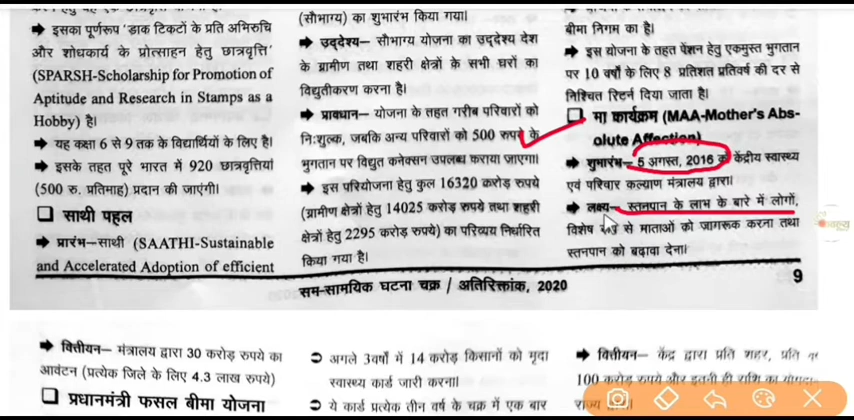 ➡ इसका पूर्णरूप 'डाक टिकटों के प्रति अभिरुचि
और शोधकार्य के प्रोत्साहन हेतु छात्रवृत्ति'
(SPARSH-Scholarship for Promotion of
Aptitude and Research in Stamps as a
Hobby) है।
➡ यह कक्षा 6 से 9 तक के विद्यार्थियों के लिए है।
➡ इसके तहत पूरे भारत में 920 छात्रवृत्तियां
(500 रु. प्रतिमाह) प्रदान की जाएंगी।
❑ साथी पहल
➡ प्रारंभ–साथी (SAATHI-Sustainable
and Accelerated Adoption of efficient
(सौभाग्य) का शुभारंभ किया गया।
➡ उद्देश्य– सौभाग्य योजना का उद्देश्य देश
के ग्रामीण तथा शहरी क्षेत्रों के सभी घरों का
विद्युतीकरण करना है।
➡ प्रावधान– योजना के तहत गरीब परिवारों को
निःशुल्क, जबकि अन्य परिवारों को 500 रुपये के
भुगतान पर विद्युत कनेक्सन उपलब्ध कराया जाएगा।
➡ इस परियोजना हेतु कुल 16320 करोड़ रुपये
(ग्रामीण क्षेत्रों हेतु 14025 करोड़ रुपये तथा शहरी
क्षेत्रों हेतु 2295 करोड़ रुपये) का परिव्यय निर्धारित
किया गया है।
बीमा निगम का है।
➡ इस योजना के तहत पेंशन हेतु एकमुस्त भुगतान
पर 10 वर्षों के लिए 8 प्रतिशत प्रतिवर्ष की दर से
निश्चित रिटर्न दिया जाता है।
❑ मा कार्यक्रम (MAA-Mother's Abs-
olute Affection)
➡ शुभारंभ– 5 अगस्त, 2016 को केंद्रीय स्वास्थ्य
एवं परिवार कल्याण मंत्रालय द्वारा।
➡ लक्ष्य– स्तनपान के लाभ के बारे में लोगों,
विशेष रूप से माताओं को जागरूक करना तथा
स्तनपान को बढ़ावा देना।
सम-सामयिक घटना चक्र / अतिरिक्तांक, 2020
9
➡ वित्तीयन– मंत्रालय द्वारा 30 करोड़ रुपये का
आवंटन (प्रत्येक जिले के लिए 4.3 लाख रुपये)
❑ प्रधानमंत्री फसल बीमा योजना
➲ अगले 3वर्षों में 14 करोड़ किसानों को मृदा
स्वास्थ्य कार्ड जारी करना।
➲ ये कार्ड प्रत्येक तीन वर्ष के चक्र में एक बार
➡ वित्तीयन– केंद्र द्वारा प्रति शहर, प्रति
100 करोड़ रुपये और इतनी ही राशि का योगदान